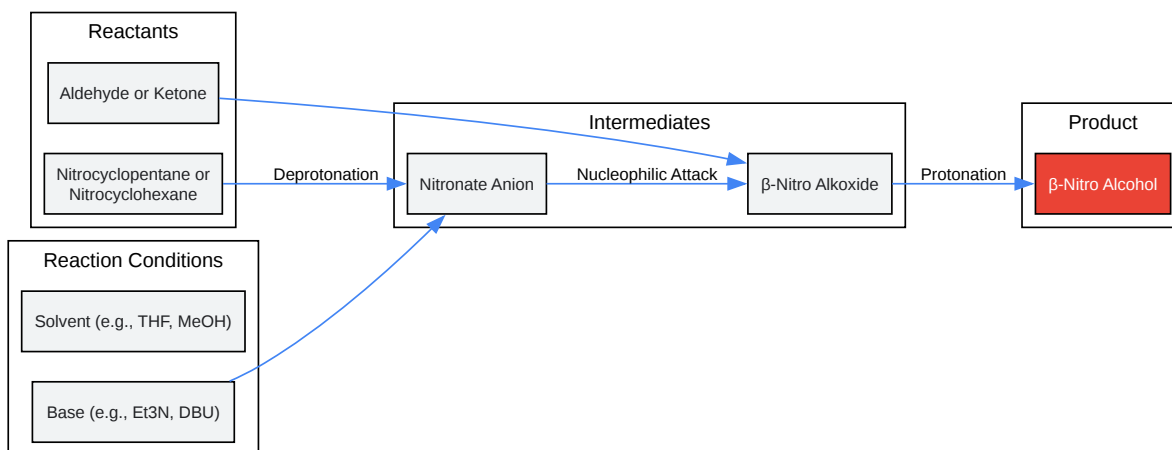 Reactants
Aldehyde or Ketone
Nitrocyclopentane or
Nitrocyclohexane
Deprotonation
Intermediates
Nitronate Anion
Nucleophilic Attack
β-Nitro Alkoxide
Protonation
Product
β-Nitro Alcohol
Reaction Conditions
Solvent (e.g., THF, MeOH)
Base (e.g., Et3N, DBU)